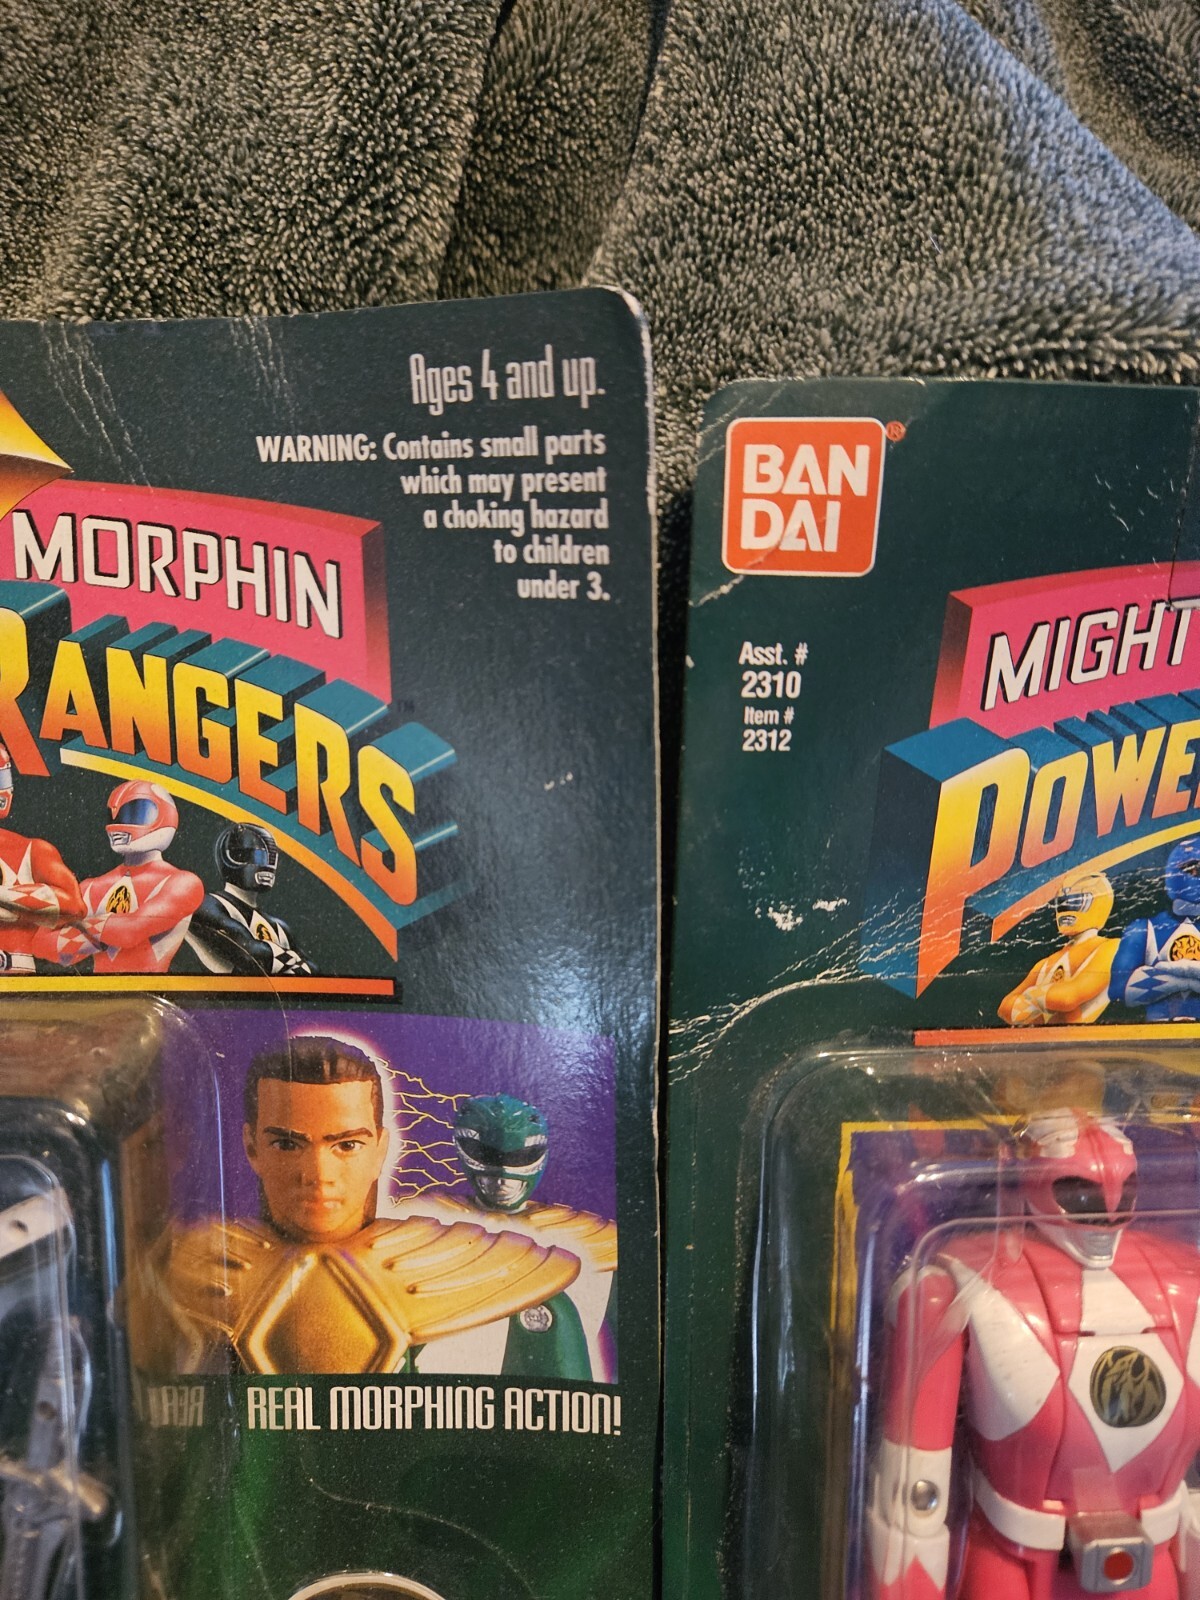 Ages 4 and up.
WARNING: Contains small parts
which may present
a choking hazard
to children
under 3.
MORPHIN
RANGERS
TM
REAL MORPHING ACTION!
BAN
DAI
®
Asst. #
2310
Item #
2312
MIGHT
POWE